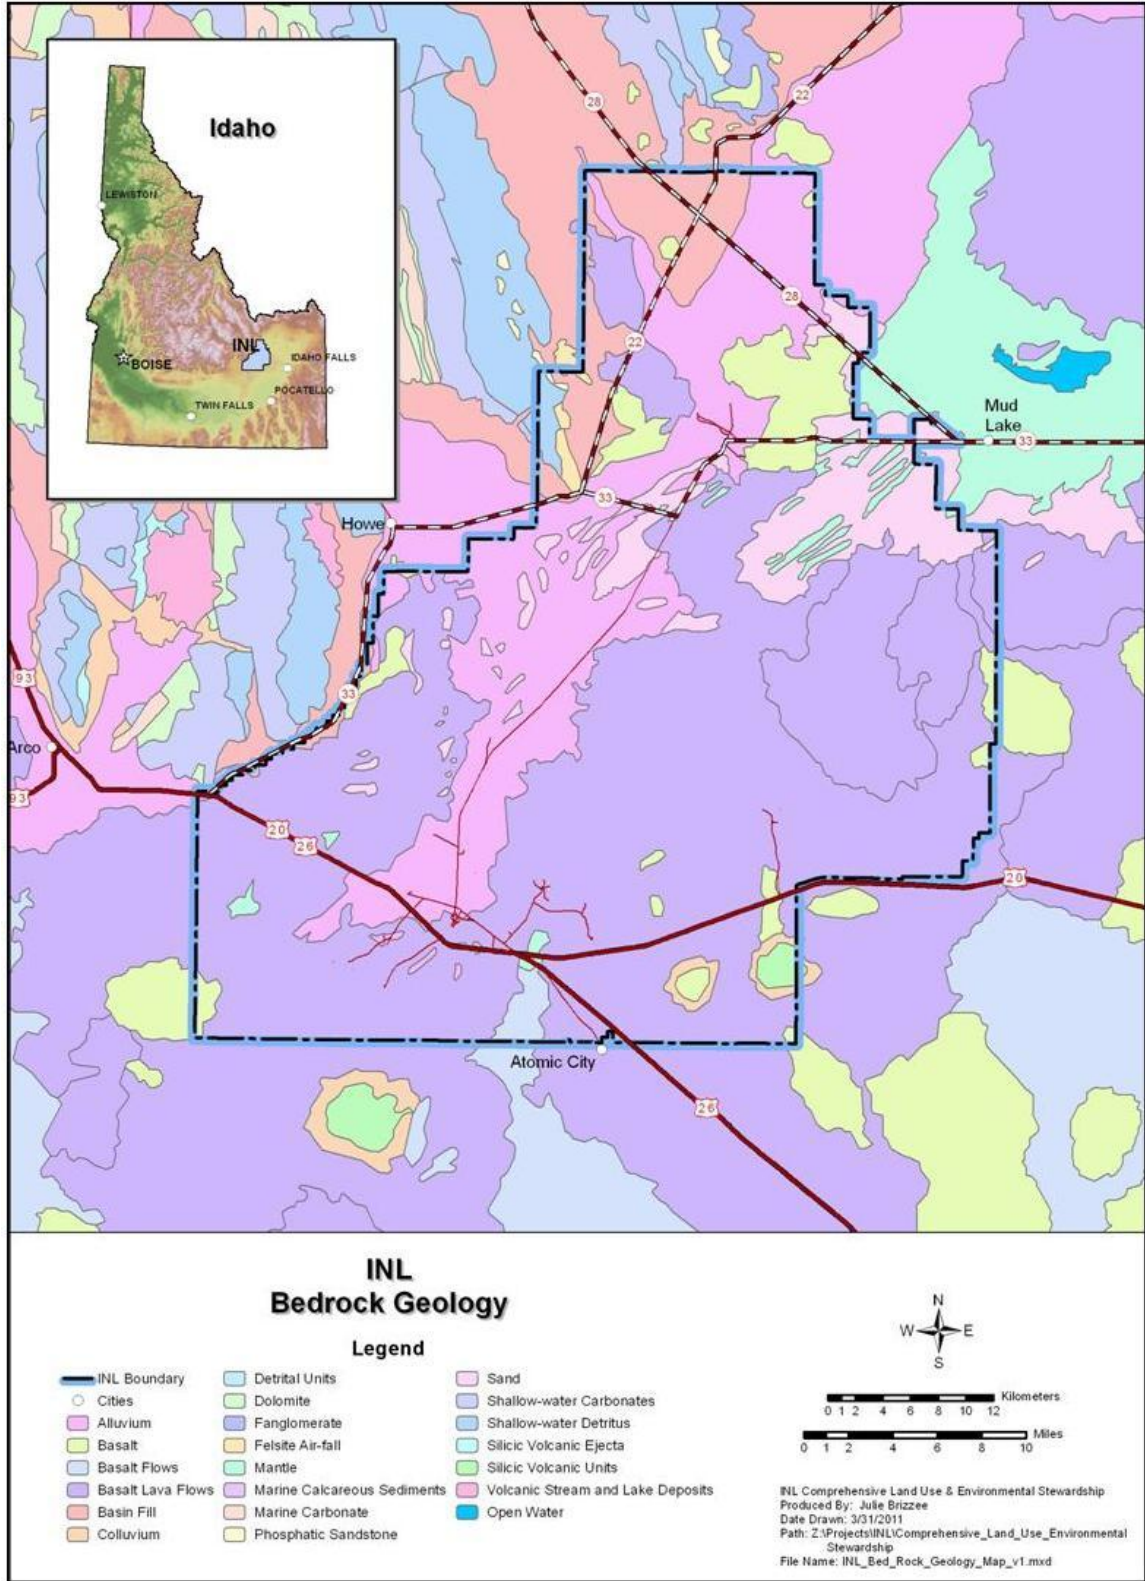 Idaho
LEWISTON
BOISE
INL
IDAHO FALLS
POCATELLO
TWIN FALLS
28
22
28
22
Mud
Lake
33
33
Howe
33
93
Arco
93
20
26
20
Atomic City
26
INL
Bedrock Geology
Legend
INL Boundary
Cities
Alluvium
Basalt
Basalt Flows
Basalt Lava Flows
Basin Fill
Colluvium
Detrital Units
Dolomite
Fanglomerate
Felsite Air-fall
Mantle
Marine Calcareous Sediments
Marine Carbonate
Phosphatic Sandstone
Sand
Shallow-water Carbonates
Shallow-water Detritus
Silicic Volcanic Ejecta
Silicic Volcanic Units
Volcanic Stream and Lake Deposits
Open Water
N
W E
S
Kilometers
0 1 2 4 6 8 10 12
Miles
0 1 2 4 6 8 10
INL Comprehensive Land Use & Environmental Stewardship
Produced By: Julie Brizzee
Date Drawn: 3/31/2011
Path: Z:\Projects\INL\Comprehensive_Land_Use_Environmental
Stewardship
File Name: INL_Bed_Rock_Geology_Map_v1.mxd